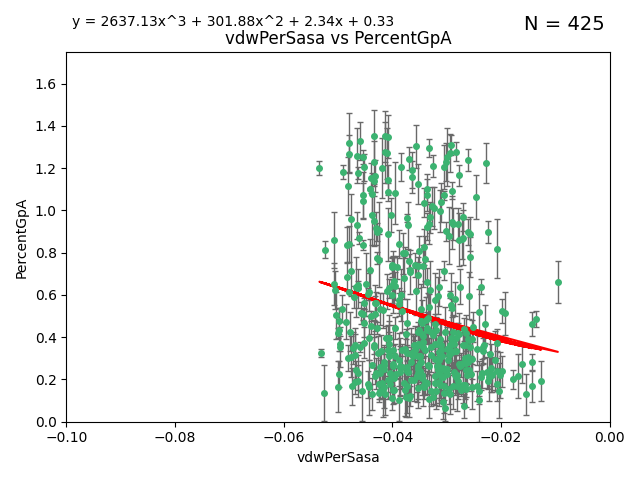 y = 2637.13x^3 + 301.88x^2 + 2.34x + 0.33
N = 425
vdwPerSasa vs PercentGpA
PercentGpA
1.6
1.4
1.2
1.0
0.8
0.6
0.4
0.2
0.0
−0.10 −0.08 −0.06 −0.04 −0.02 0.00
vdwPerSasa